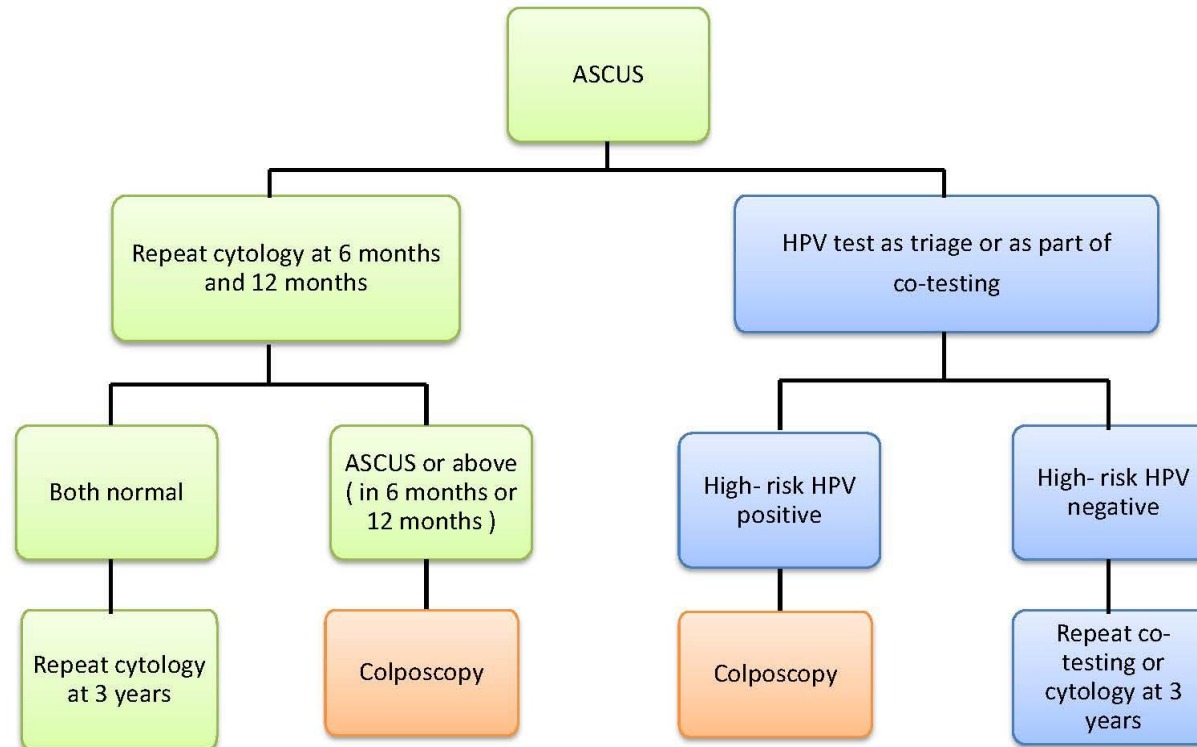 ASCUS
Repeat cytology at 6 months
and 12 months
HPV test as triage or as part of
co-testing
Both normal
ASCUS or above
( in 6 months or
12 months )
High- risk HPV
positive
High- risk HPV
negative
Repeat cytology
at 3 years
Colposcopy
Colposcopy
Repeat co-
testing or
cytology at 3
years